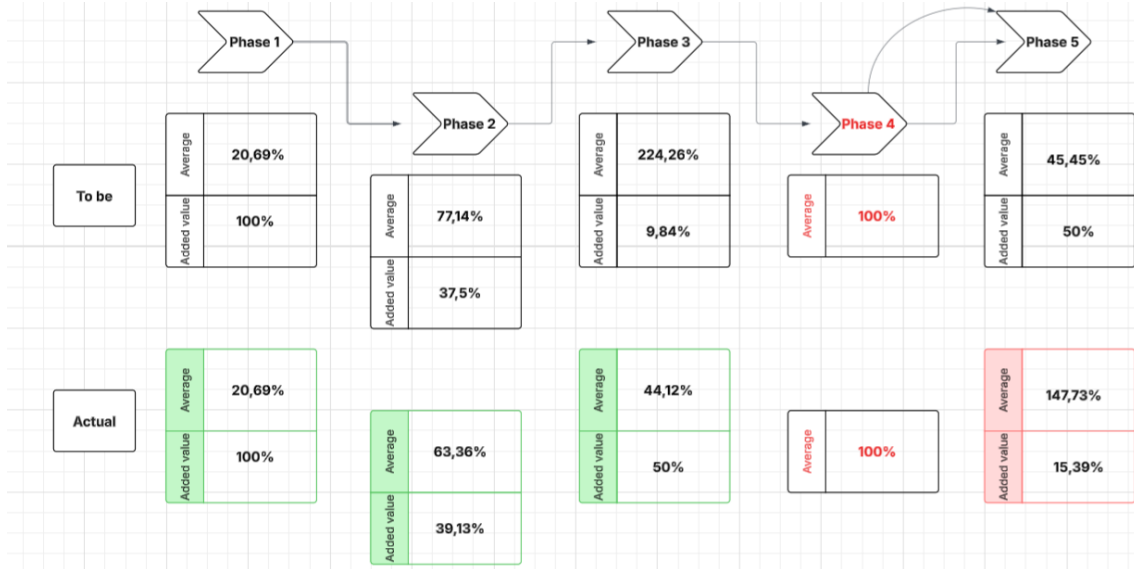 Phase 1
Phase 3
Phase 5
Phase 2
Phase 4
To be
Average
20,69%
Added value
100%
Average
77,14%
Added value
37,5%
Average
224,26%
Added value
9,84%
Average
100%
Average
45,45%
Added value
50%
Actual
Average
20,69%
Added value
100%
Average
63,36%
Added value
39,13%
Average
44,12%
Added value
50%
Average
100%
Average
147,73%
Added value
15,39%